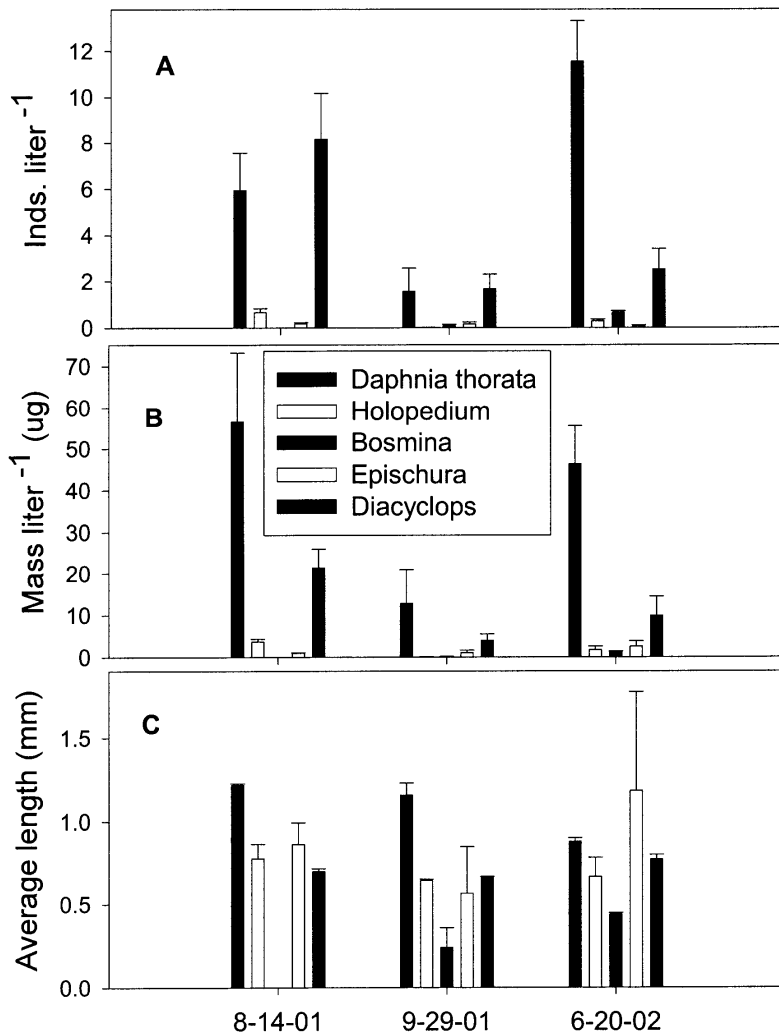 A
Inds. liter⁻¹
12
10
8
6
4
2
0
B
Mass liter⁻¹ (ug)
70
60
50
40
30
20
10
0
Daphnia thorata
Holopedium
Bosmina
Epischura
Diacyclops
C
Average length (mm)
1.5
1.0
0.5
0.0
8-14-01 9-29-01 6-20-02